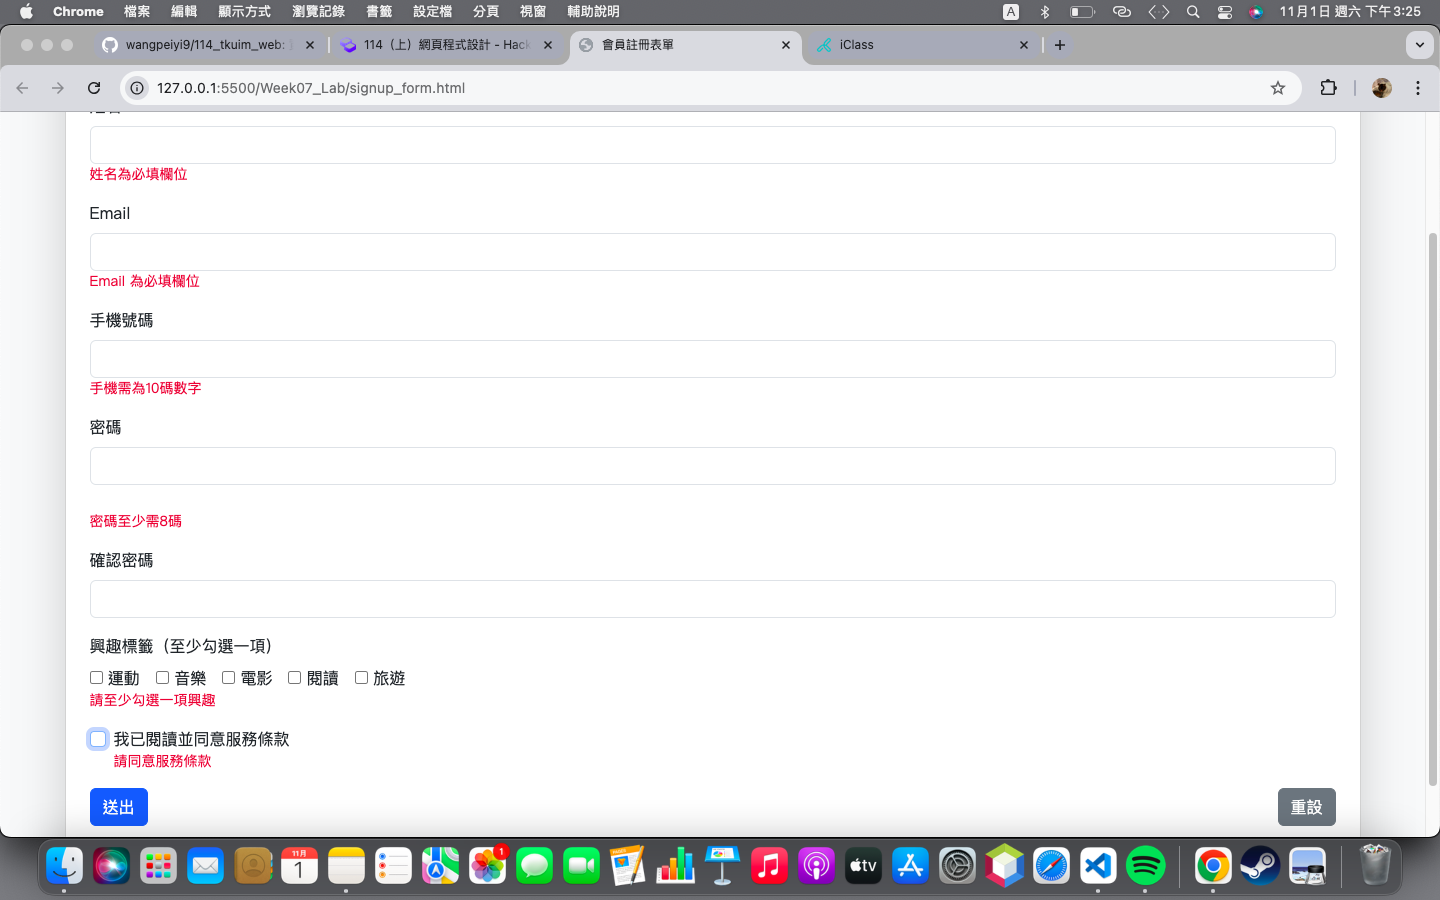 Chrome 檔案 編輯 顯示方式 瀏覽記錄 書籤 設定檔 分頁 視窗 輔助說明 A 11月1日 週六 下午3:25
wangpeiyi9/114_tkuim_web: 114（上）網頁程式設計 - Hack 會員註冊表單 iClass
127.0.0.1:5500/Week07_Lab/signup_form.html
姓名為必填欄位
Email
Email 為必填欄位
手機號碼
手機需為10碼數字
密碼
密碼至少需8碼
確認密碼
興趣標籤（至少勾選一項）
運動 音樂 電影 閱讀 旅遊
請至少勾選一項興趣
我已閱讀並同意服務條款
請同意服務條款
送出 重設
11月
1
1
tv